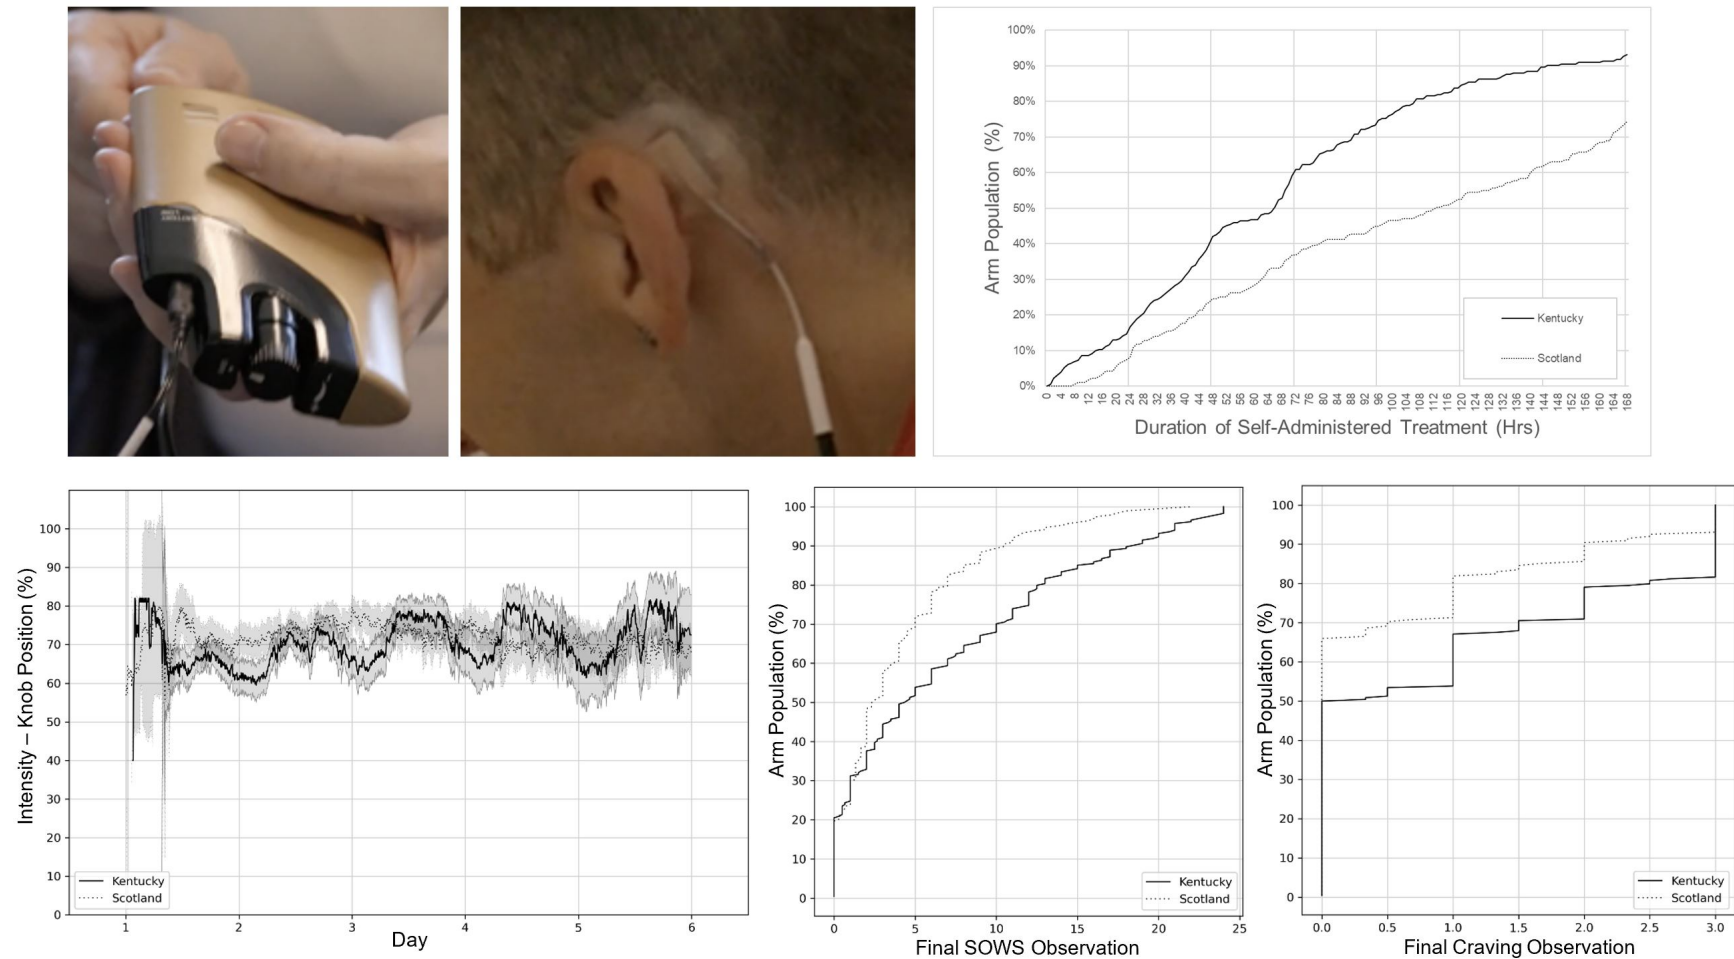 100%
90%
80%
70%
60%
50%
40%
30%
20%
10%
0%
Arm Population (%)
Kentucky
Scotland
0 4 8 12 16 20 24 28 32 36 40 44 48 52 56 60 64 68 72 76 80 84 88 92 96 100 104 108 112 116 120 124 128 132 136 140 144 148 152 156 160 164 168
Duration of Self-Administered Treatment (Hrs)
100
90
80
70
60
50
40
30
20
10
0
Intensity – Knob Position (%)
Kentucky
Scotland
1 2 3 4 5 6
Day
100
90
80
70
60
50
40
30
20
10
0
Arm Population (%)
Kentucky
Scotland
0 5 10 15 20 25
Final SOWS Observation
100
90
80
70
60
50
40
30
20
10
0
Arm Population (%)
Kentucky
Scotland
0.0 0.5 1.0 1.5 2.0 2.5 3.0
Final Craving Observation